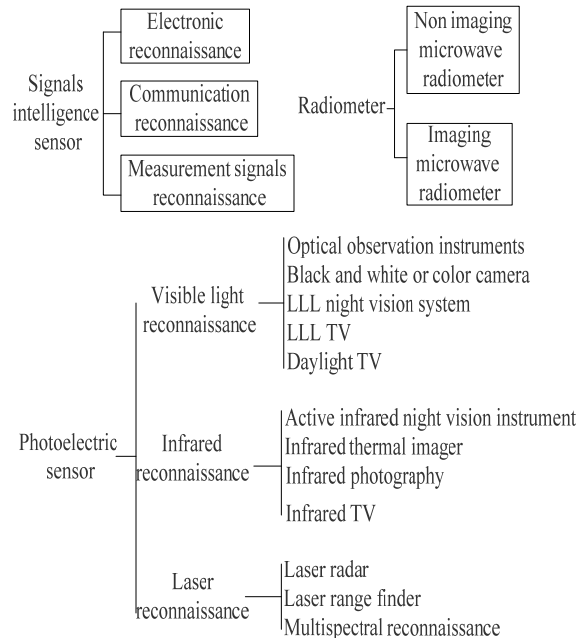 Signals
intelligence
sensor
Electronic
reconnaissance
Communication
reconnaissance
Measurement signals
reconnaissance
Radiometer
Non imaging
microwave
radiometer
Imaging
microwave
radiometer
Photoelectric
sensor
Visible light
reconnaissance
Optical observation instruments
Black and white or color camera
LLL night vision system
LLL TV
Daylight TV
Infrared
reconnaissance
Active infrared night vision instrument
Infrared thermal imager
Infrared photography
Infrared TV
Laser
reconnaissance
Laser radar
Laser range finder
Multispectral reconnaissance